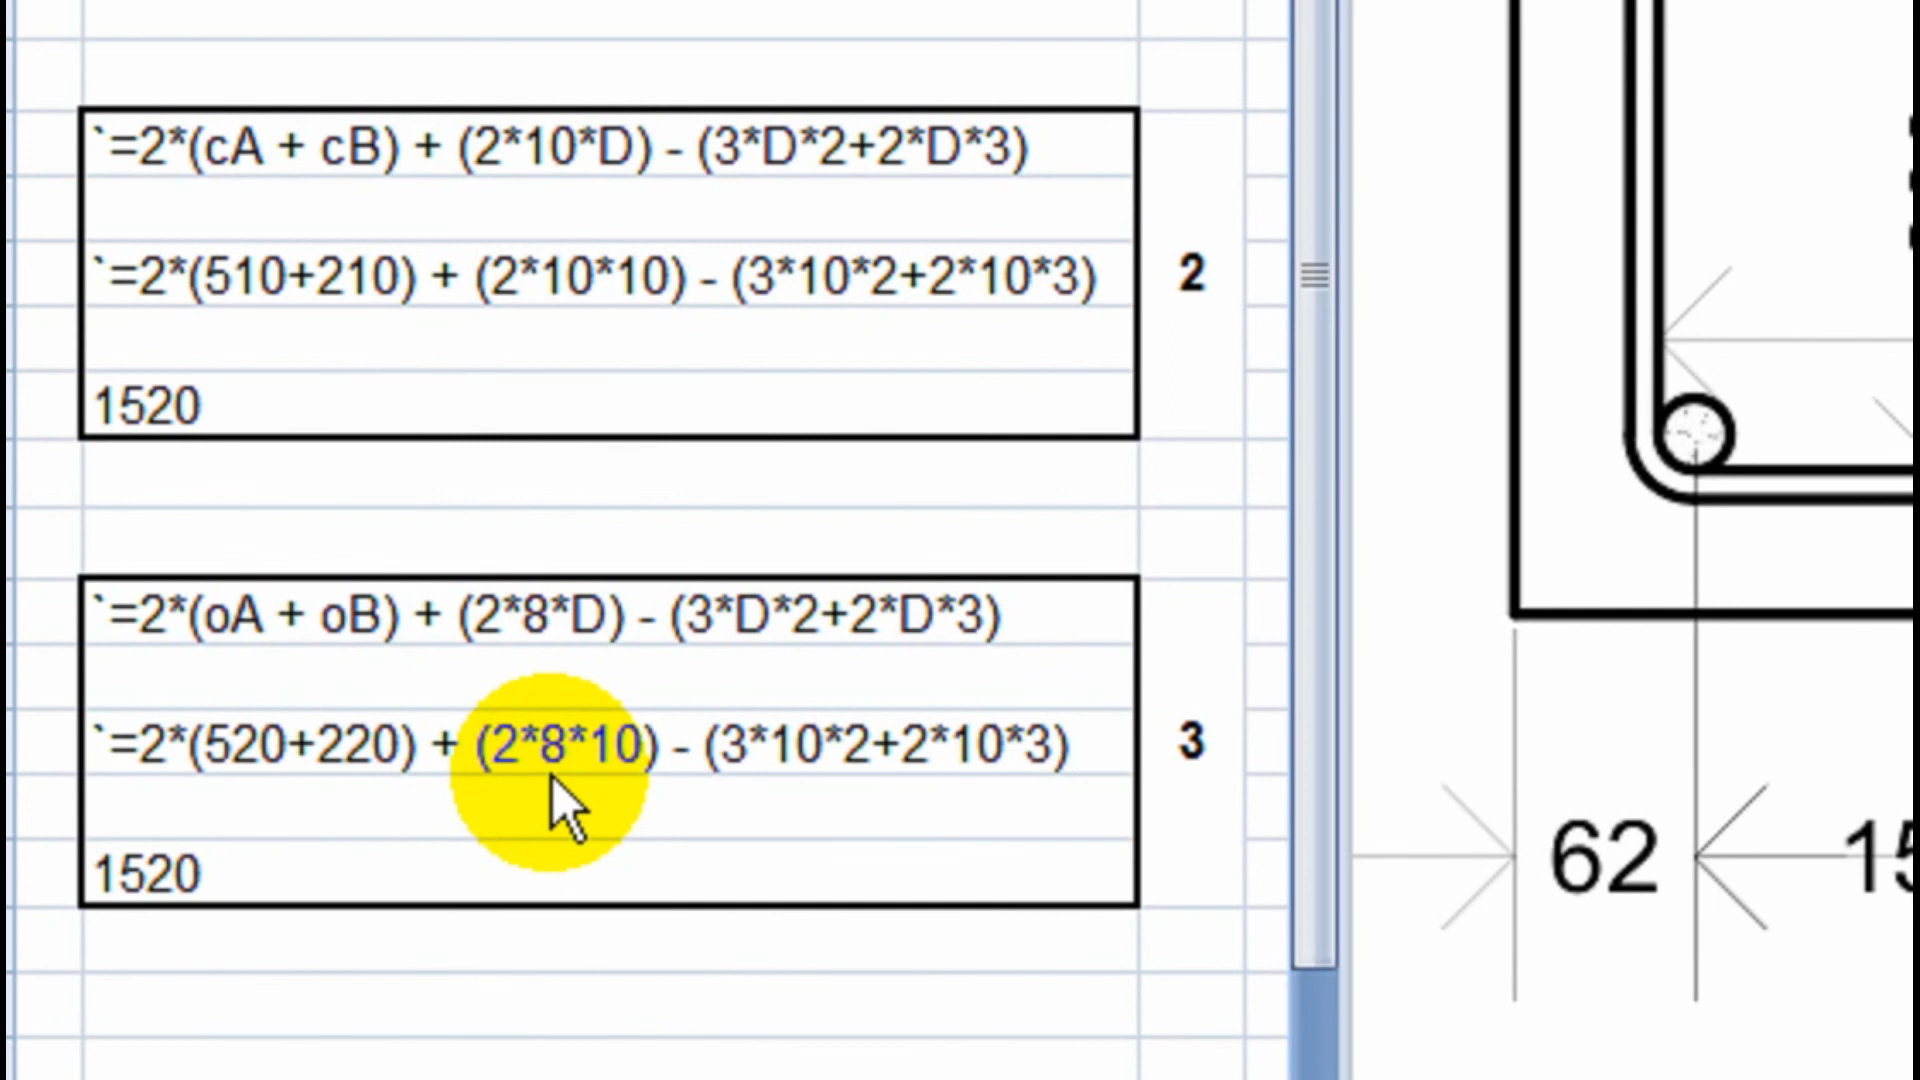 `=2*(cA + cB) + (2*10*D) - (3*D*2+2*D*3)
`=2*(510+210) + (2*10*10) - (3*10*2+2*10*3)
2
1520
`=2*(oA + oB) + (2*8*D) - (3*D*2+2*D*3)
`=2*(520+220) + (2*8*10) - (3*10*2+2*10*3)
3
1520
62